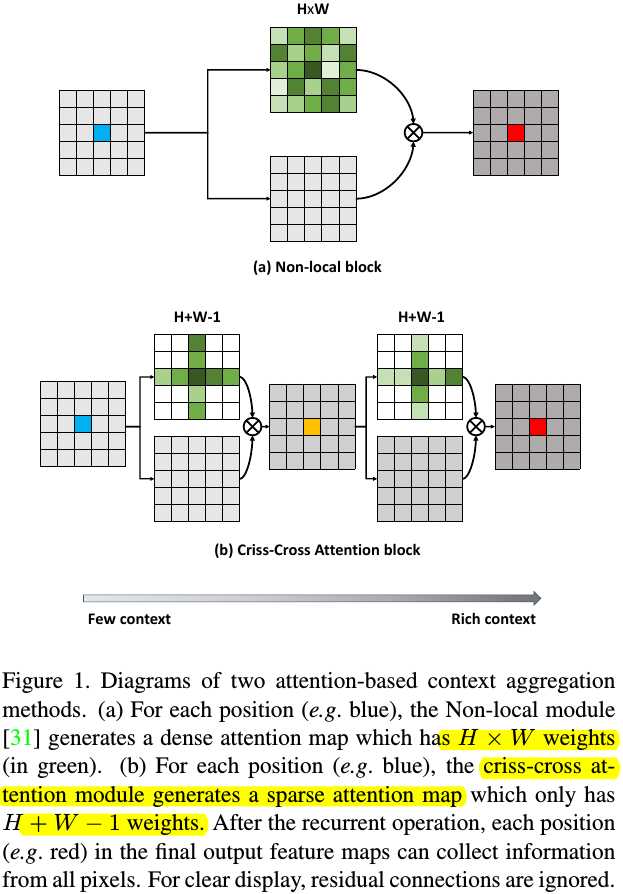 HxW
(a) Non-local block
H+W-1 H+W-1
(b) Criss-Cross Attention block
Few context Rich context
Figure 1. Diagrams of two attention-based context aggregation
methods. (a) For each position (e.g. blue), the Non-local module
[31] generates a dense attention map which has H × W weights
(in green). (b) For each position (e.g. blue), the criss-cross at-
tention module generates a sparse attention map which only has
H + W − 1 weights. After the recurrent operation, each position
(e.g. red) in the final output feature maps can collect information
from all pixels. For clear display, residual connections are ignored.